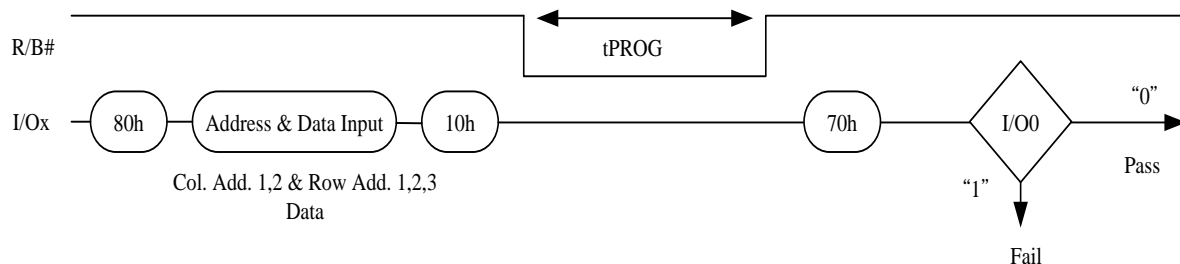 R/B#
tPROG
I/Ox
80h
Address & Data Input
10h
70h
I/O0
“0”
Pass
Col. Add. 1,2 & Row Add. 1,2,3
Data
“1”
Fail